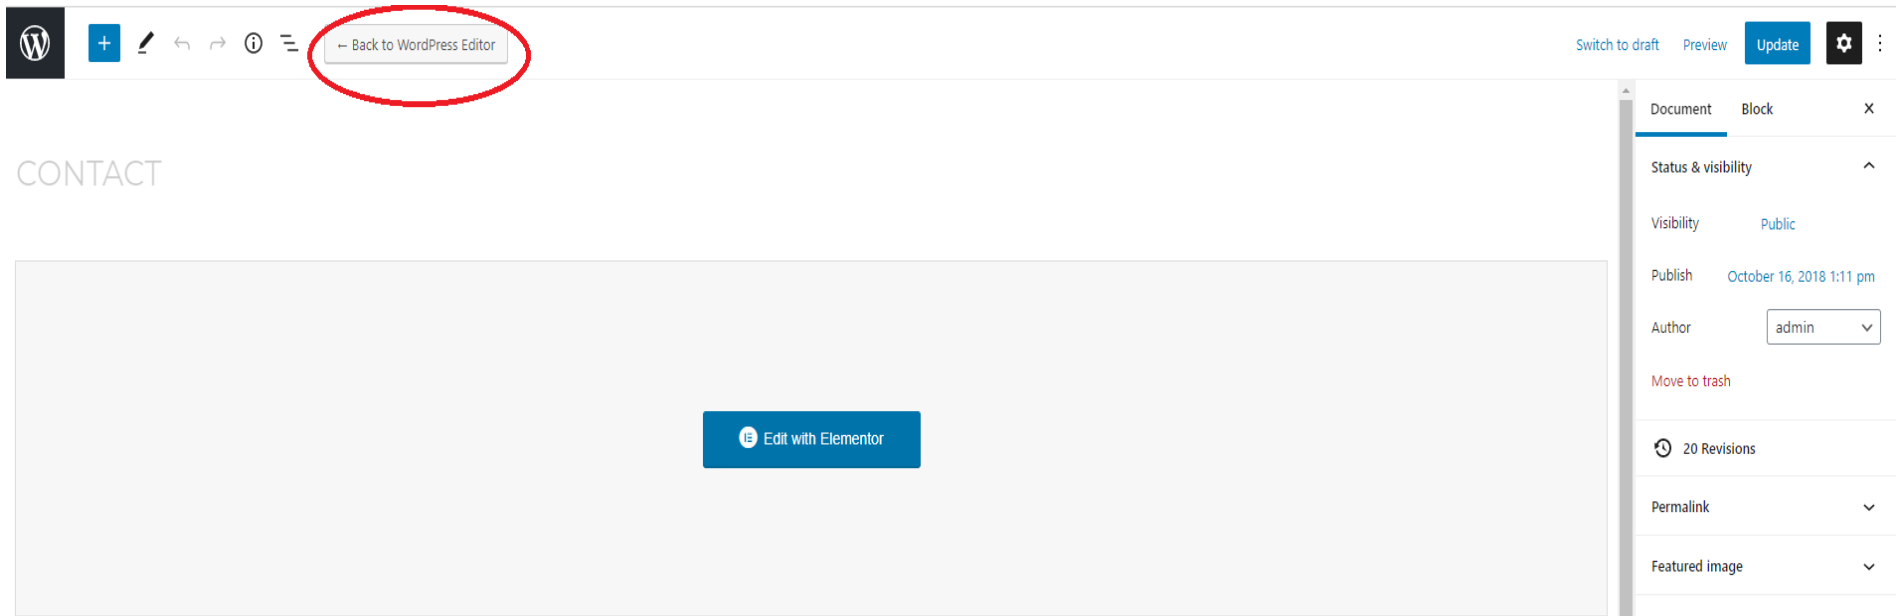 ← Back to WordPress Editor
Switch to draft Preview Update
Document Block
CONTACT
Status & visibility
Visibility Public
Publish October 16, 2018 1:11 pm
Author admin
Move to trash
Edit with Elementor
20 Revisions
Permalink
Featured image